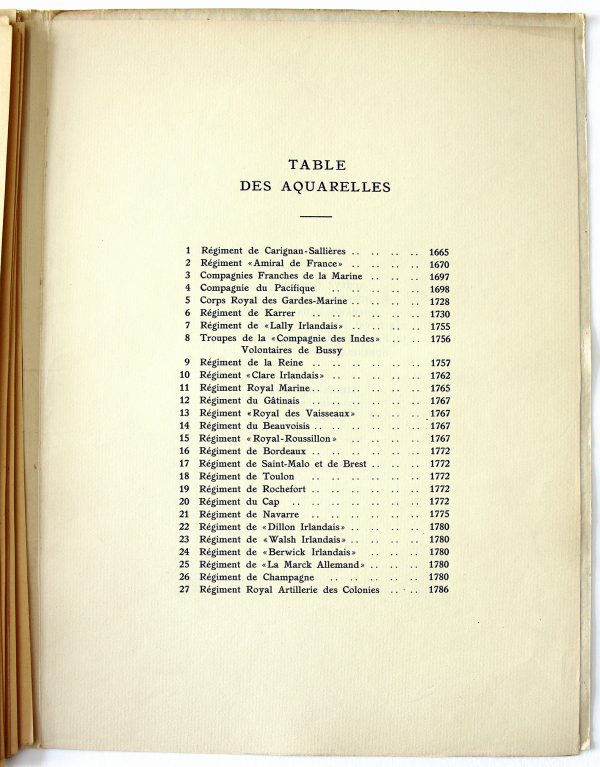 TABLE
DES AQUARELLES
1 Régiment de Carignan-Sallières .. .. .. .. 1665
2 Régiment «Amiral de France» .. .. .. .. 1670
3 Compagnies Franches de la Marine .. .. .. 1697
4 Compagnie du Pacifique .. .. .. .. .. 1698
5 Corps Royal des Gardes-Marine .. .. .. .. 1728
6 Régiment de Karrer .. .. .. .. .. .. 1730
7 Régiment de «Lally Irlandais» .. .. .. .. 1755
8 Troupes de la «Compagnie des Indes» .. .. 1756
Volontaires de Bussy
9 Régiment de la Reine .. .. .. .. .. .. 1757
10 Régiment «Clare Irlandais» .. .. .. .. .. 1762
11 Régiment Royal Marine .. .. .. .. .. .. 1765
12 Régiment du Gâtinais .. .. .. .. .. .. 1767
13 Régiment «Royal des Vaisseaux» .. .. .. .. 1767
14 Régiment du Beauvoisis .. .. .. .. .. .. 1767
15 Régiment «Royal-Roussillon» .. .. .. .. 1767
16 Régiment de Bordeaux .. .. .. .. .. .. 1772
17 Régiment de Saint-Malo et de Brest .. .. .. 1772
18 Régiment de Toulon .. .. .. .. .. .. 1772
19 Régiment de Rochefort .. .. .. .. .. .. 1772
20 Régiment du Cap .. .. .. .. .. .. .. 1772
21 Régiment de Navarre .. .. .. .. .. .. 1775
22 Régiment de «Dillon Irlandais» .. .. .. .. 1780
23 Régiment de «Walsh Irlandais» .. .. .. .. 1780
24 Régiment de «Berwick Irlandais» .. .. .. 1780
25 Régiment de «La Marck Allemand» .. .. .. 1780
26 Régiment de Champagne .. .. .. .. .. 1780
27 Régiment Royal Artillerie des Colonies .. .. 1786